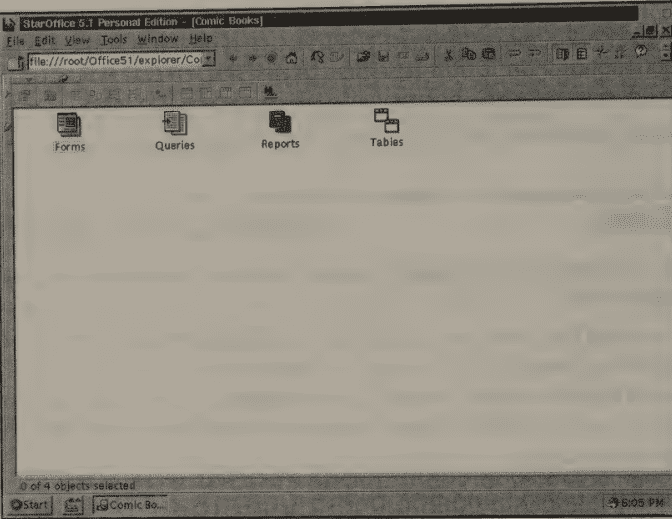 StarOffice 5.1 Personal Edition - [Comic Books]
File Edit View Tools Window Help
file:///root/Office51/explorer/Co
Forms Queries Reports Tables
0 of 4 objects selected
Start Comic Bo... 6:05 PM